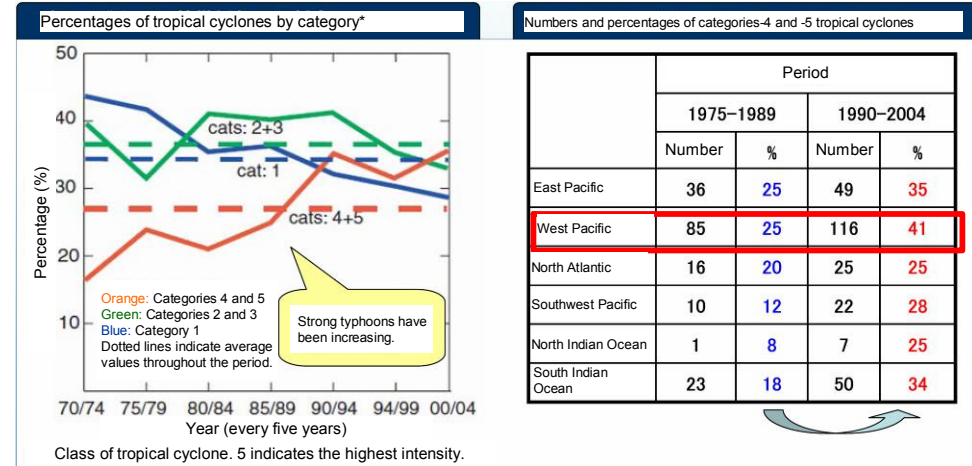 Percentages of tropical cyclones by category*
50
40
30
20
10
Percentage (%)
cats: 2+3
cat: 1
cats: 4+5
Orange: Categories 4 and 5
Green: Categories 2 and 3
Blue: Category 1
Dotted lines indicate average
values throughout the period.
Strong typhoons have
been increasing.
70/74 75/79 80/84 85/89 90/94 94/99 00/04
Year (every five years)
Class of tropical cyclone. 5 indicates the highest intensity.
Numbers and percentages of categories-4 and -5 tropical cyclones
Period
1975-1989 1990-2004
Number % Number %
East Pacific 36 25 49 35
West Pacific 85 25 116 41
North Atlantic 16 20 25 25
Southwest Pacific 10 12 22 28
North Indian Ocean 1 8 7 25
South Indian
Ocean 23 18 50 34